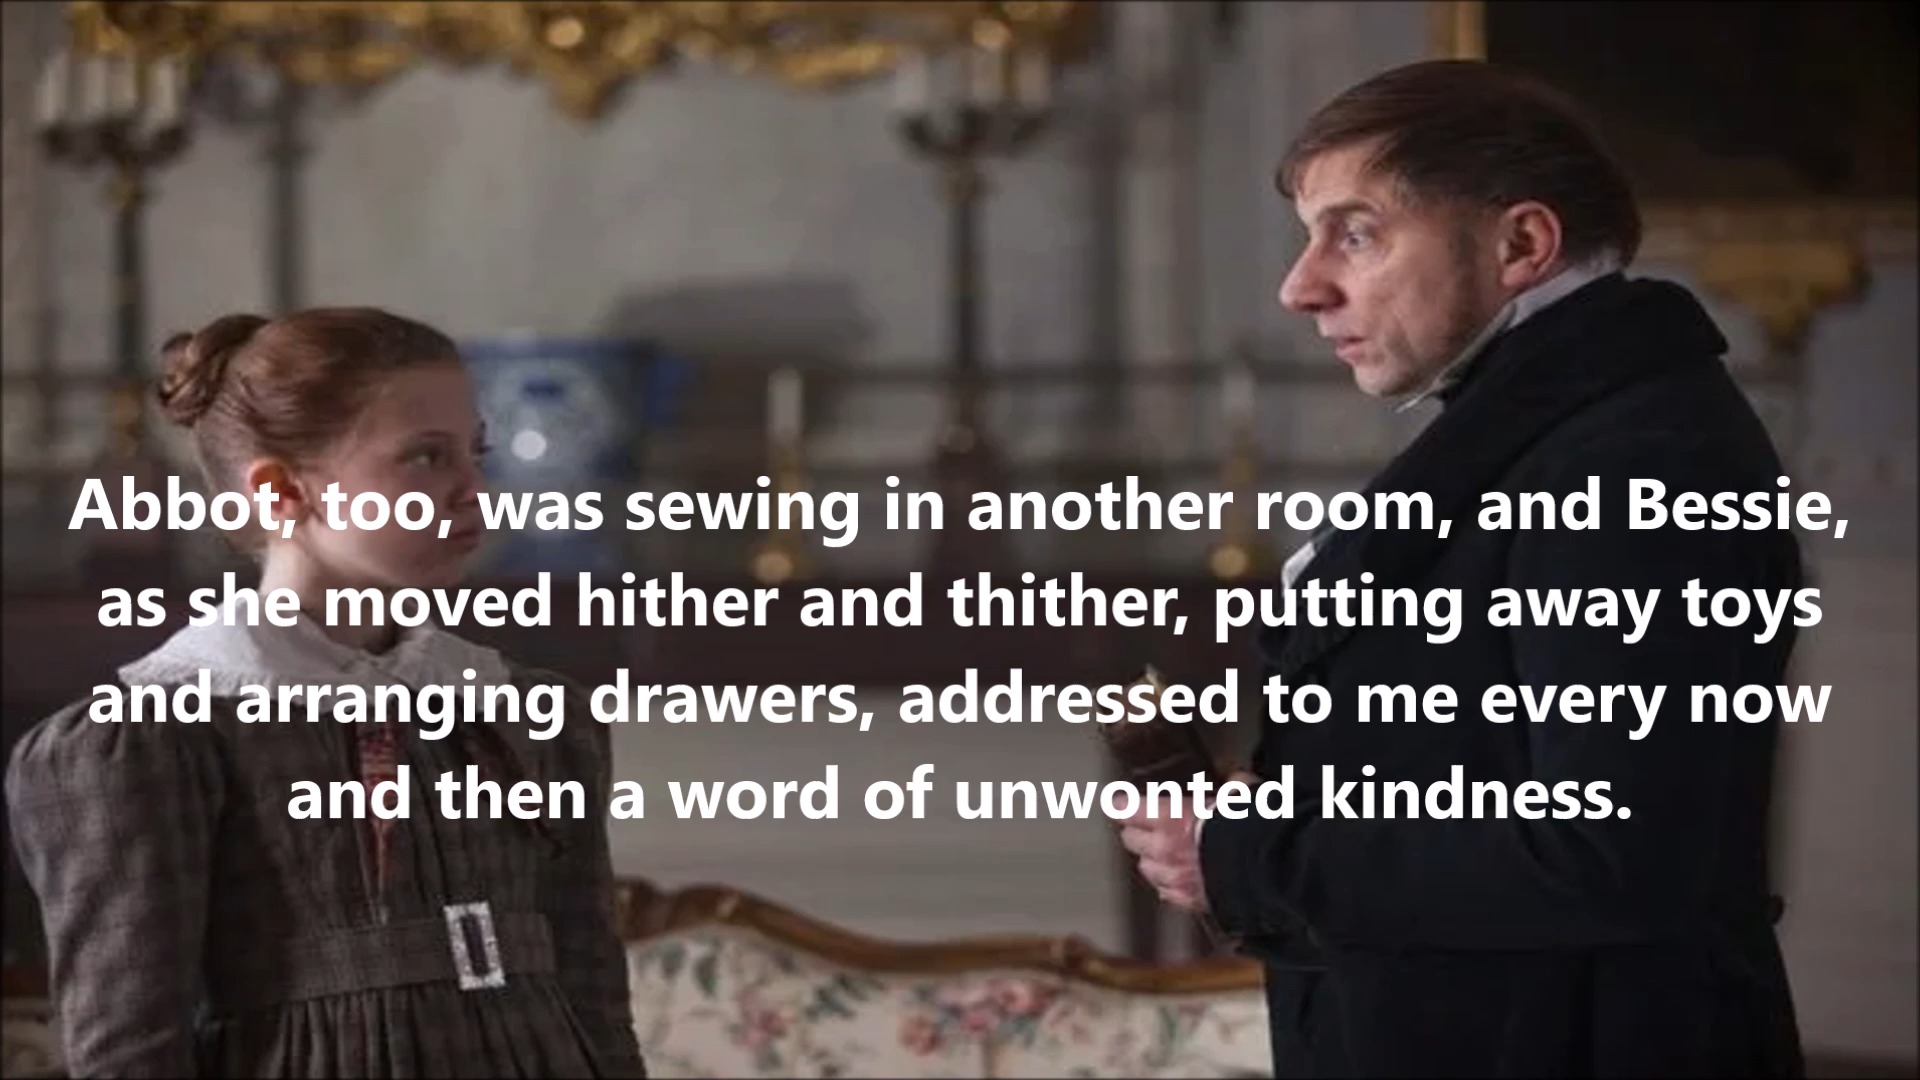 Abbot, too, was sewing in another room, and Bessie,
as she moved hither and thither, putting away toys
and arranging drawers, addressed to me every now
and then a word of unwonted kindness.